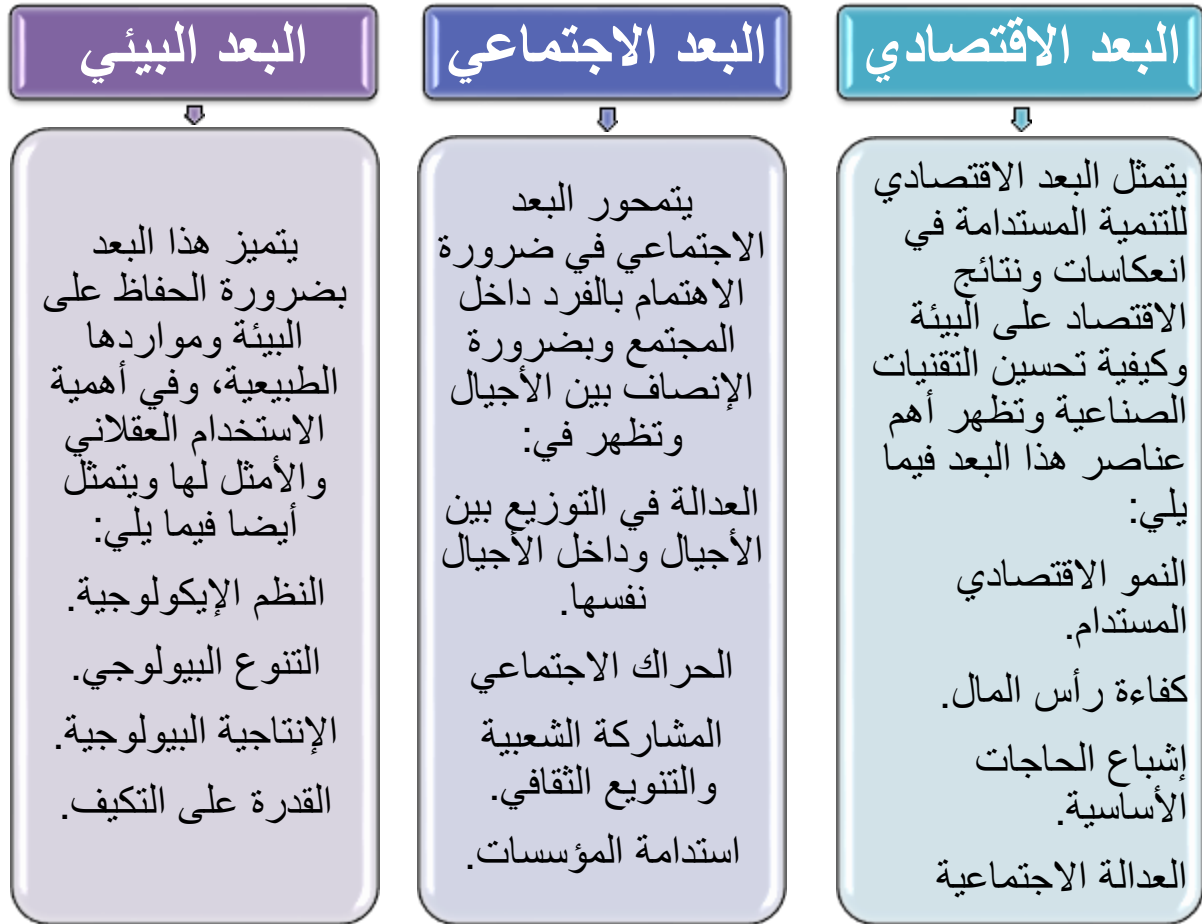 البعد الاقتصادي
يتمثل البعد الاقتصادي
للتنمية المستدامة في
انعكاسات ونتائج
الاقتصاد على البيئة
وكيفية تحسين التقنيات
الصناعية وتظهر أهم
عناصر هذا البعد فيما
يلي:
النمو الاقتصادي
المستدام.
كفاءة رأس المال.
إشباع الحاجات
الأساسية.
العدالة الاجتماعية
البعد الاجتماعي
يتمحور البعد
الاجتماعي في ضرورة
الاهتمام بالفرد داخل
المجتمع وبضرورة
الإنصاف بين الأجيال
وتظهر في:
العدالة في التوزيع بين
الأجيال وداخل الأجيال
نفسها.
الحراك الاجتماعي
المشاركة الشعبية
والتنويع الثقافي.
استدامة المؤسسات.
البعد البيئي
يتميز هذا البعد
بضرورة الحفاظ على
البيئة ومواردها
الطبيعية، وفي أهمية
الاستخدام العقلاني
والأمثل لها ويتمثل
أيضا فيما يلي:
النظم الإيكولوجية.
التنوع البيولوجي.
الإنتاجية البيولوجية.
القدرة على التكيف.